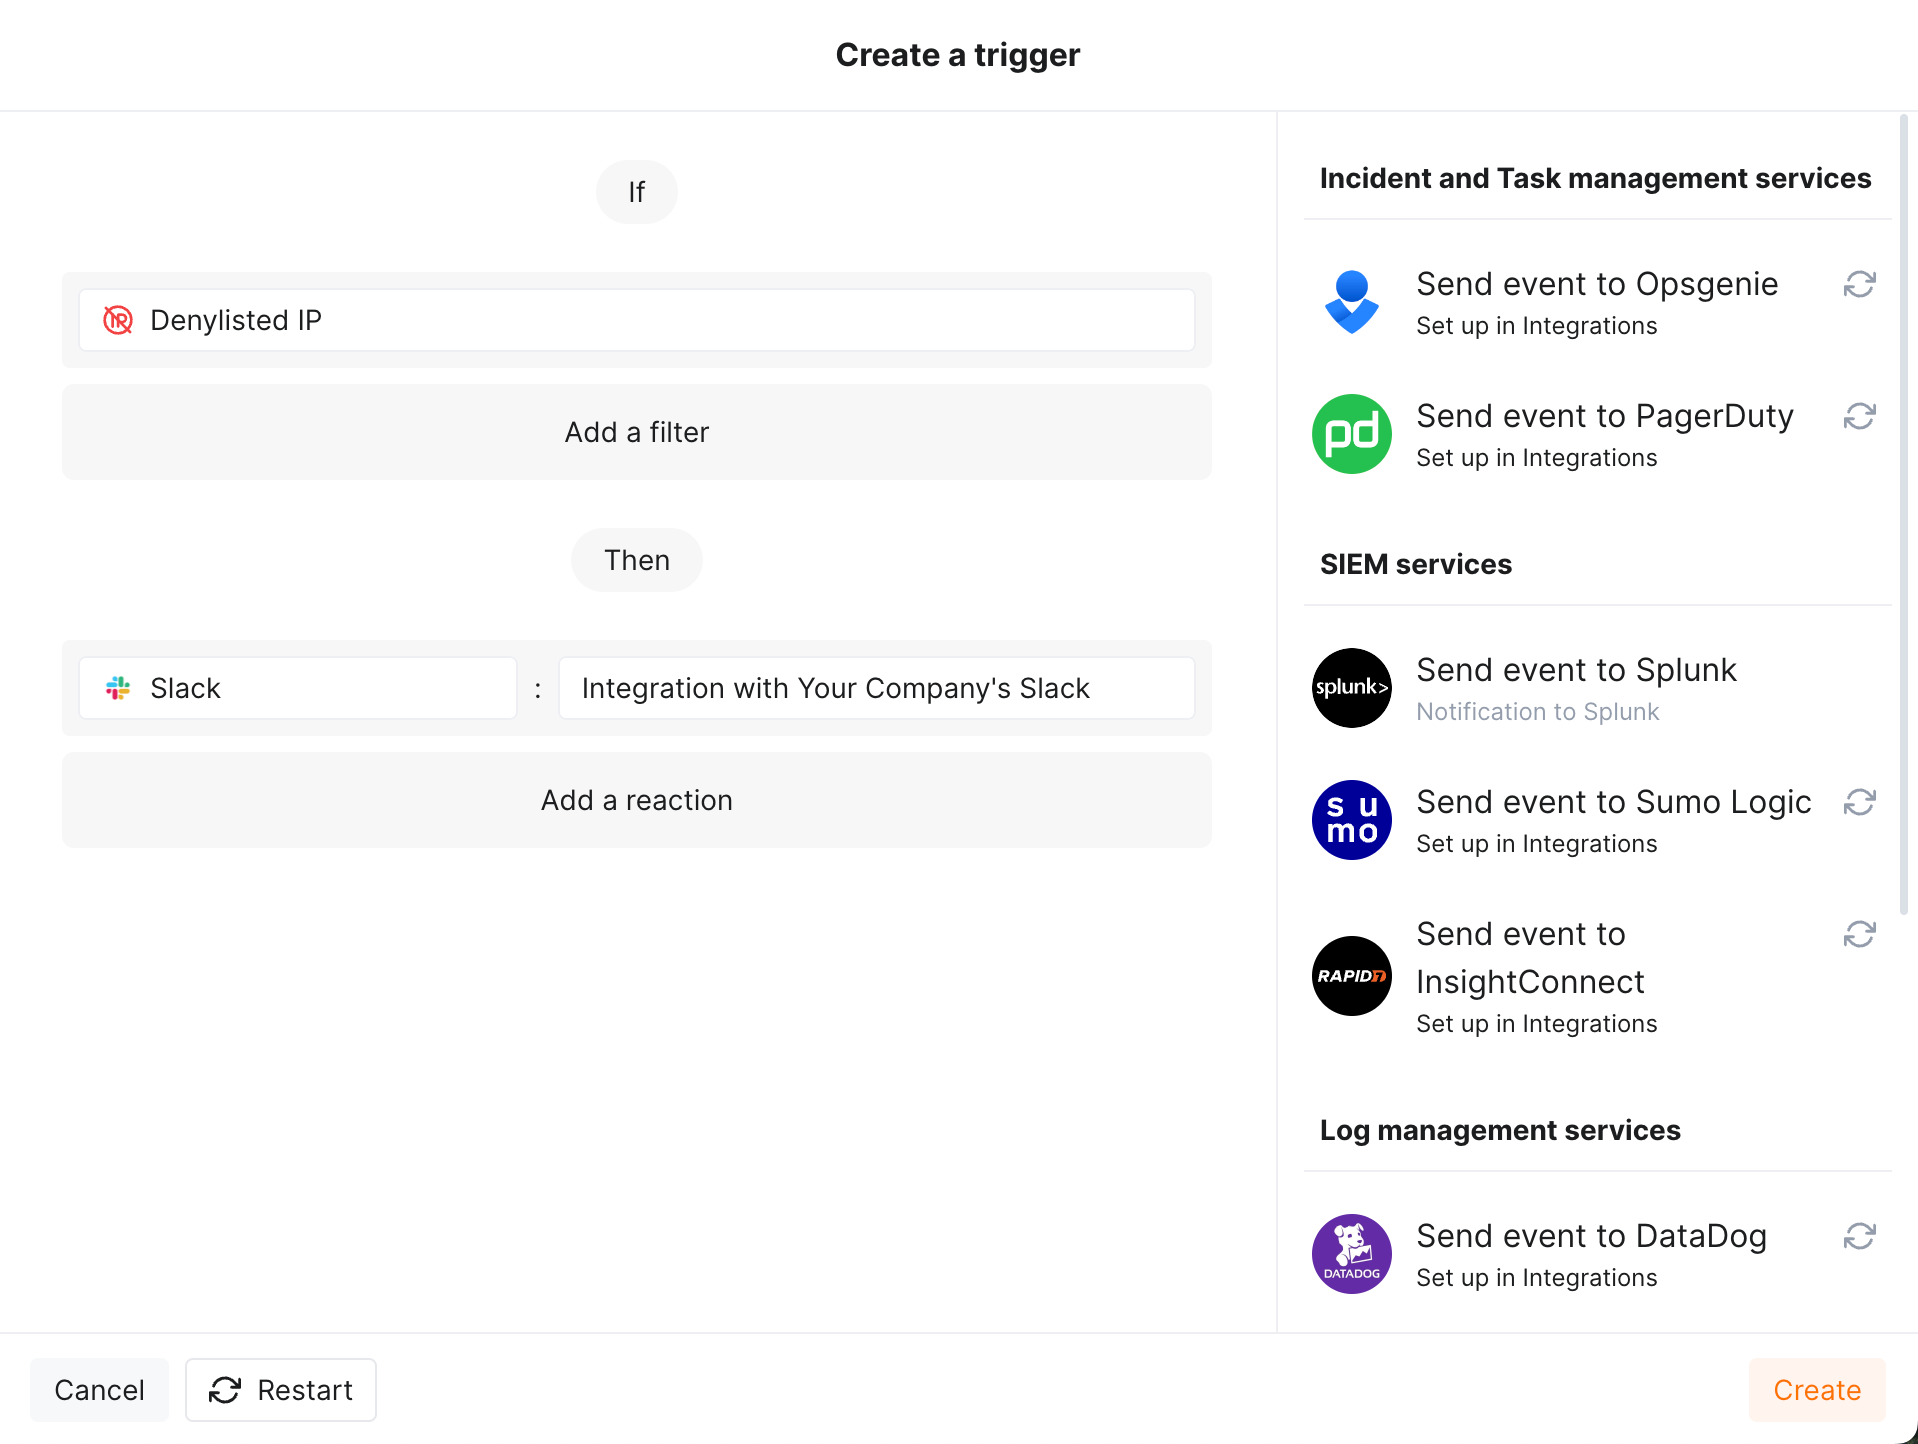 Create a trigger
If
IP
Denylisted IP
Add a filter
Then
Slack : Integration with Your Company's Slack
Add a reaction
Incident and Task management services
Send event to Opsgenie
Set up in Integrations
pd
Send event to PagerDuty
Set up in Integrations
SIEM services
splunk>
Send event to Splunk
Notification to Splunk
su
mo
Send event to Sumo Logic
Set up in Integrations
RAPID7
Send event to
InsightConnect
Set up in Integrations
Log management services
DATADOG
Send event to DataDog
Set up in Integrations
Cancel
Restart
Create